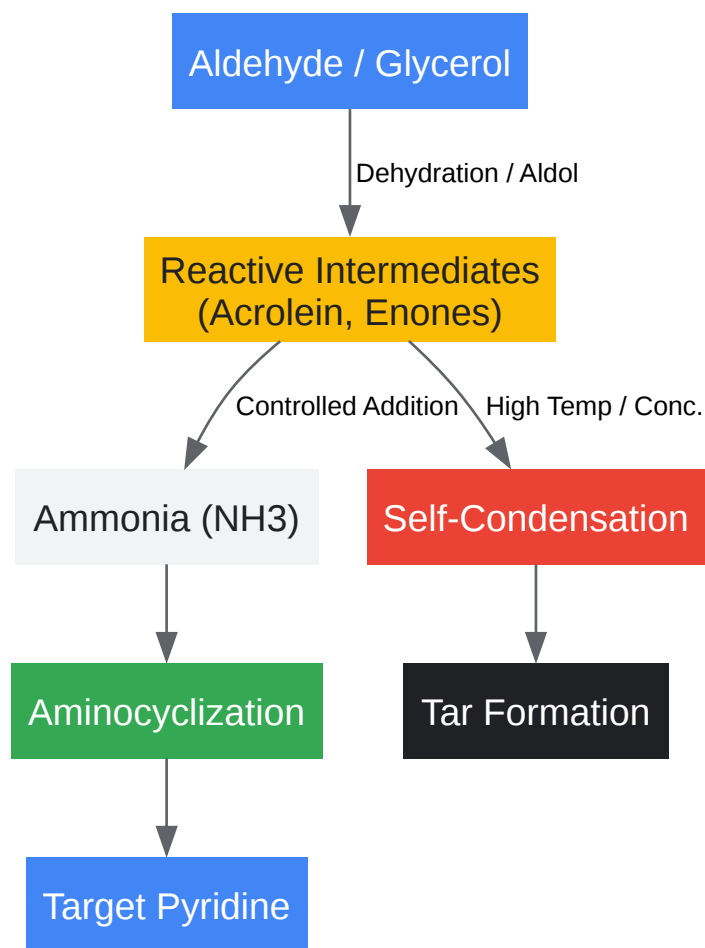 Aldehyde / Glycerol
Dehydration / Aldol
Reactive Intermediates
(Acrolein, Enones)
Controlled Addition
High Temp / Conc.
Ammonia (NH3)
Self-Condensation
Aminocyclization
Tar Formation
Target Pyridine